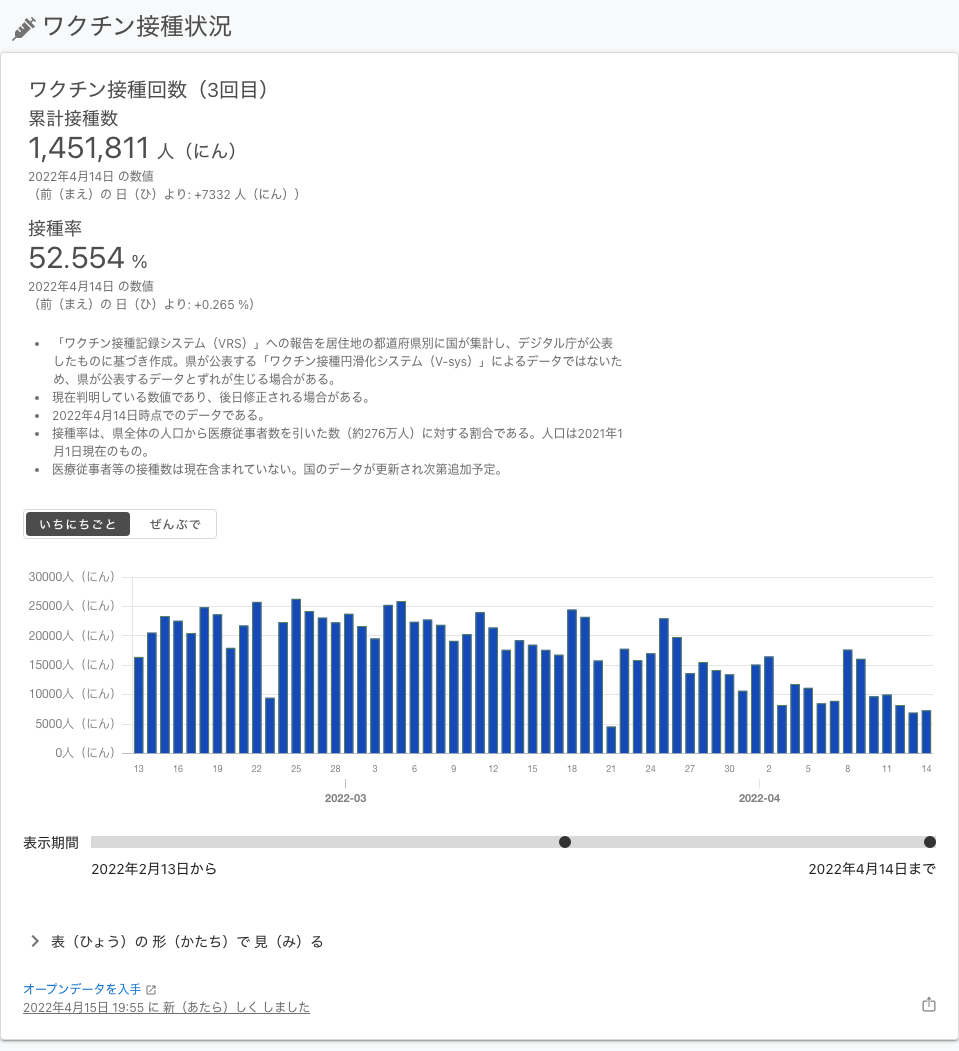 ワクチン接種状況
ワクチン接種回数（3回目）
累計接種数
1,451,811 人（にん）
2022年4月14日 の数値
（前（まえ）の 日（ひ）より: +7332 人（にん））
接種率
52.554 %
2022年4月14日 の数値
（前（まえ）の 日（ひ）より: +0.265 %）
• 「ワクチン接種記録システム（VRS）」への報告を居住地の都道府県別に国が集計し、デジタル庁が公表
したものに基づき作成。県が公表する「ワクチン接種円滑化システム（V-sys）」によるデータではないた
め、県が公表するデータとずれが生じる場合がある。
• 現在判明している数値であり、後日修正される場合がある。
• 2022年4月14日時点でのデータである。
• 接種率は、県全体の人口から医療従事者数を引いた数（約276万人）に対する割合である。人口は2021年1
月1日現在のもの。
• 医療従事者等の接種数は現在含まれていない。国のデータが更新され次第追加予定。
いちにちごと ぜんぶで
30000人（にん）
25000人（にん）
20000人（にん）
15000人（にん）
10000人（にん）
5000人（にん）
0人（にん）
13 16 19 22 25 28 3 6 9 12 15 18 21 24 27 30 2 5 8 11 14
2022-03 2022-04
表示期間
2022年2月13日から 2022年4月14日まで
表（ひょう）の 形（かたち）で 見（み）る
オープンデータを入手
2022年4月15日 19:55 に 新（あたら）しく しました